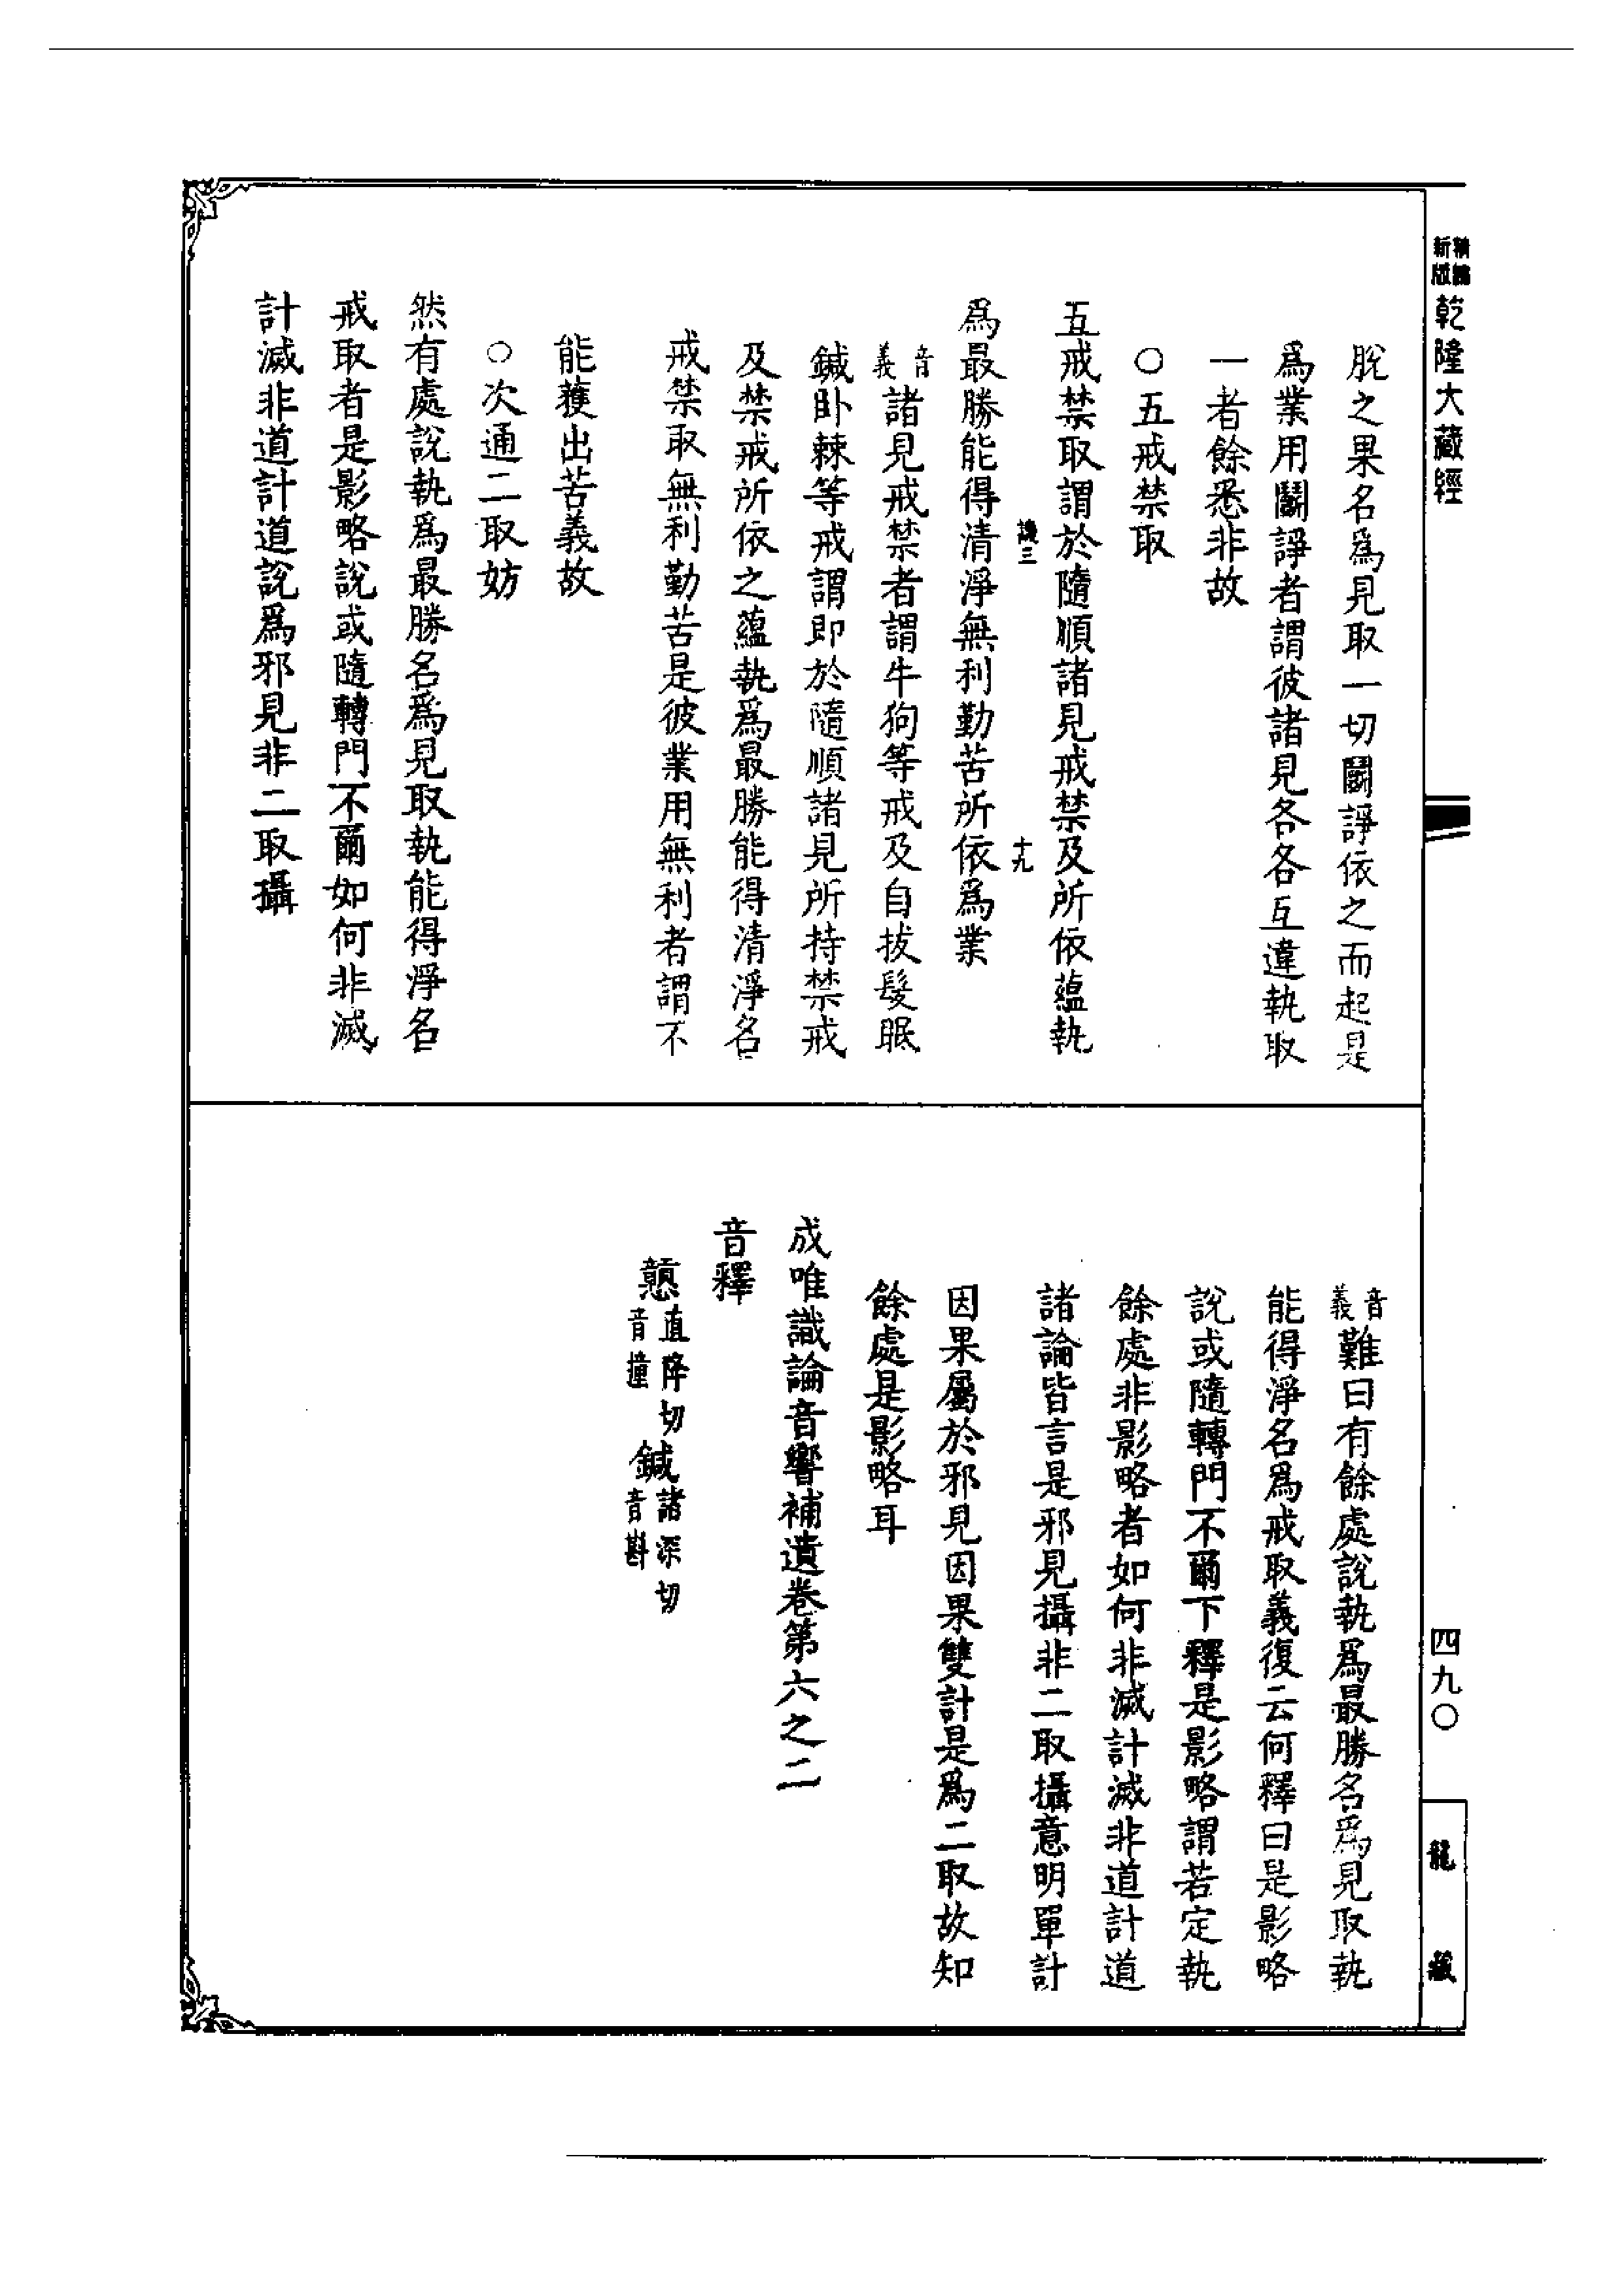 新版
乾隆大藏經
脫之果名爲見取一切鬭諍依之而起是
爲業用鬭諍者謂彼諸見各各互違執取
一者餘悉非故
○五戒禁取
五戒禁取謂於隨順諸見戒禁及所依蘊執
三 十九
爲最勝能得清淨無利勤苦所依爲業
音義諸見戒禁者謂牛狗等戒及自拔髮眠
鍼卧棘等戒謂即於隨順諸見所持禁戒
及禁戒所依之蘊執爲最勝能得清淨名
戒禁取無利勤苦是彼業用無利者謂不
能獲出苦義故
○次通二取妨
然有處說執爲最勝名爲見取執能得淨名
戒取者是影略說或隨轉門不爾如何非滅
計滅非道計道說爲邪見非二取攝
音義難曰有餘處說執爲最勝名爲見取執
能得淨名爲戒取義復云何釋曰是影略
說或隨轉門不爾下釋是影略謂若定執
餘處非影略者如何非滅計滅非道計道
諸論皆言是邪見攝非二取攝意明單計
因果屬於邪見因果雙計是爲二取故知
餘處是影略耳
成唯識論音響補遺卷第六之二
音釋
戇直降切音撞 鍼諸深切音斟
四九○
龍藏